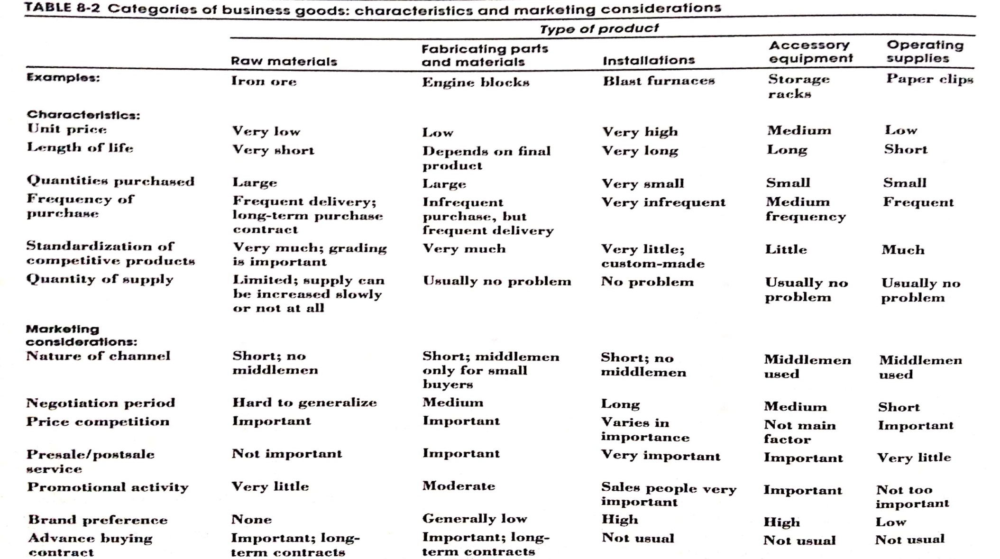 TABLE 8-2 Categories of business goods: characteristics and marketing considerations
Type of product
Raw materials Fabricating parts and materials Installations Accessory equipment Operating supplies
Examples: Iron ore Engine blocks Blast furnaces Storage racks Paper clips
Characteristics:
Unit price Very low Low Very high Medium Low
Length of life Very short Depends on final product Very long Long Short
Quantities purchased Large Large Very small Small Small
Frequency of purchase Frequent delivery; long-term purchase contract Infrequent purchase, but frequent delivery Very infrequent Medium frequency Frequent
Standardization of competitive products Very much; grading is important Very much Very little; custom-made Little Much
Quantity of supply Limited; supply can be increased slowly or not at all Usually no problem No problem Usually no problem Usually no problem
Marketing considerations:
Nature of channel Short; no middlemen Short; middlemen only for small buyers Short; no middlemen Middlemen used Middlemen used
Negotiation period Hard to generalize Medium Long Medium Short
Price competition Important Important Varies in importance Not main factor Important
Presale/postsale service Not important Important Very important Important Very little
Promotional activity Very little Moderate Sales people very important Important Not too important
Brand preference None Generally low High High Low
Advance buying contract Important; long-term contracts Important; long-term contracts Not usual Not usual Not usual